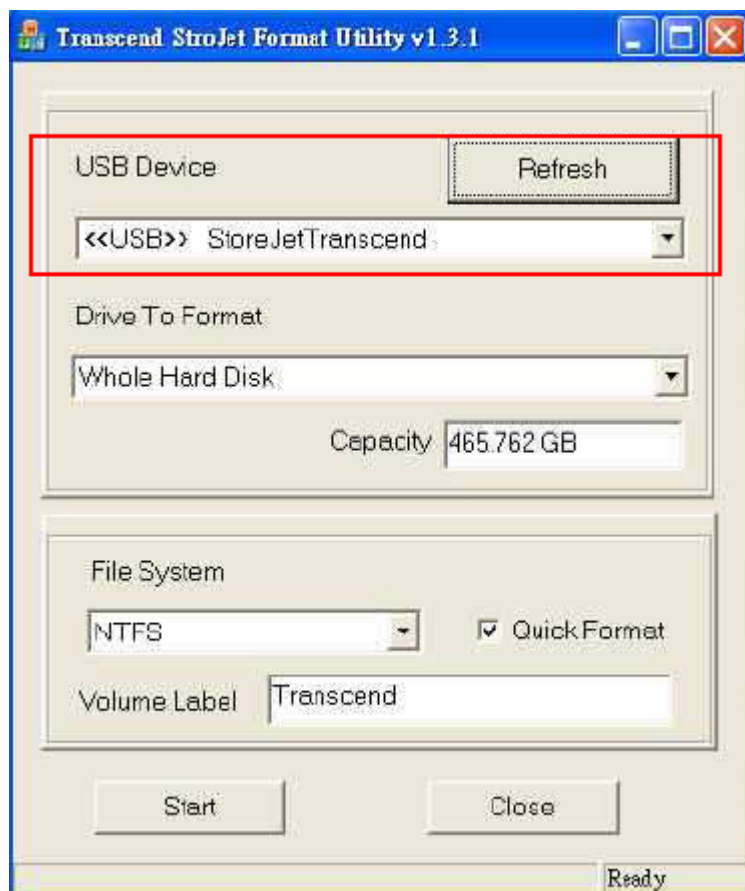 Transcend StroJet Format Utility v1.3.1
USB Device
Refresh
<<USB>> StoreJetTranscend
Drive To Format
Whole Hard Disk
Capacity 465.762 GB
File System
NTFS
Quick Format
Volume Label Transcend
Start
Close
Ready